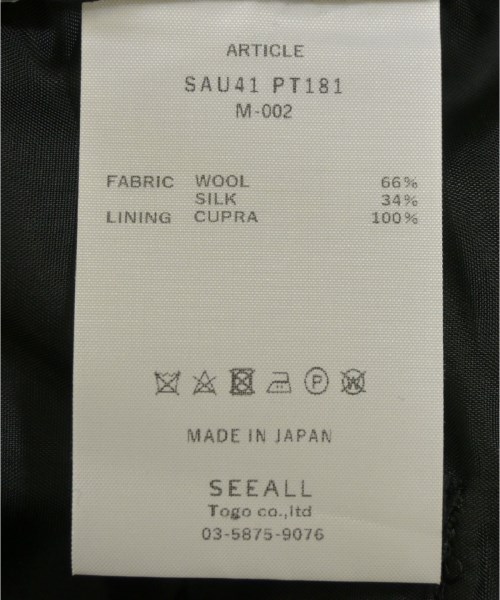 ARTICLE
SAU41 PT181
M-002
FABRIC WOOL 66%
SILK 34%
LINING CUPRA 100%
P W
MADE IN JAPAN
SEEALL
Togo co.,ltd
03-5875-9076